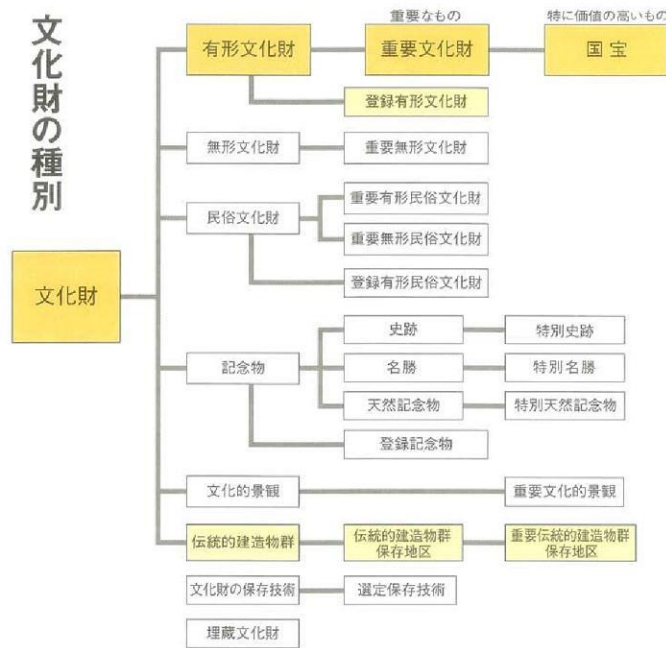 文化財の種別
重要なもの
特に価値の高いもの
有形文化財
重要文化財
国宝
登録有形文化財
無形文化財
重要無形文化財
民俗文化財
重要有形民俗文化財
重要無形民俗文化財
登録有形民俗文化財
文化財
記念物
史跡
特別史跡
名勝
特別名勝
天然記念物
特別天然記念物
登録記念物
文化的景観
重要文化的景観
伝統的建造物群
伝統的建造物群
保存地区
重要伝統的建造物群
保存地区
文化財の保存技術
選定保存技術
埋蔵文化財